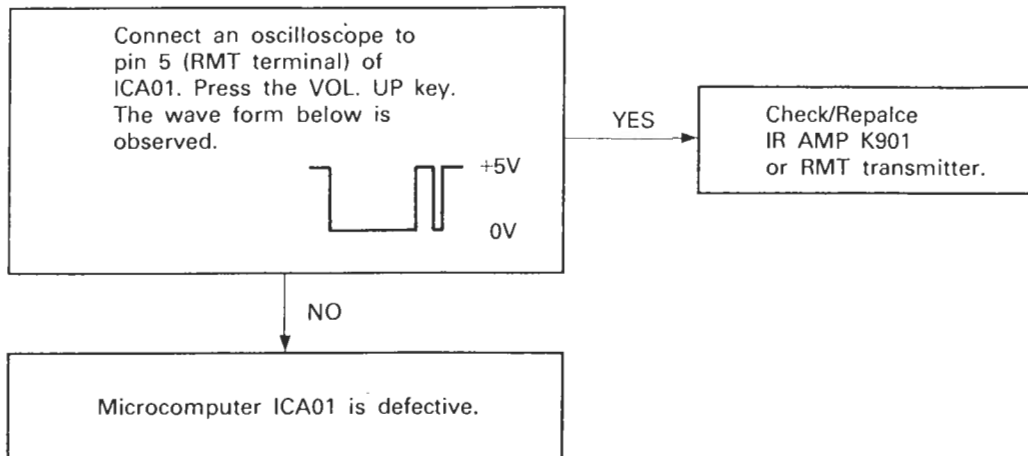 Connect an oscilloscope to
pin 5 (RMT terminal) of
ICA01. Press the VOL. UP key.
The wave form below is
observed.
+5V
0V
YES
Check/Repalce
IR AMP K901
or RMT transmitter.
NO
Microcomputer ICA01 is defective.